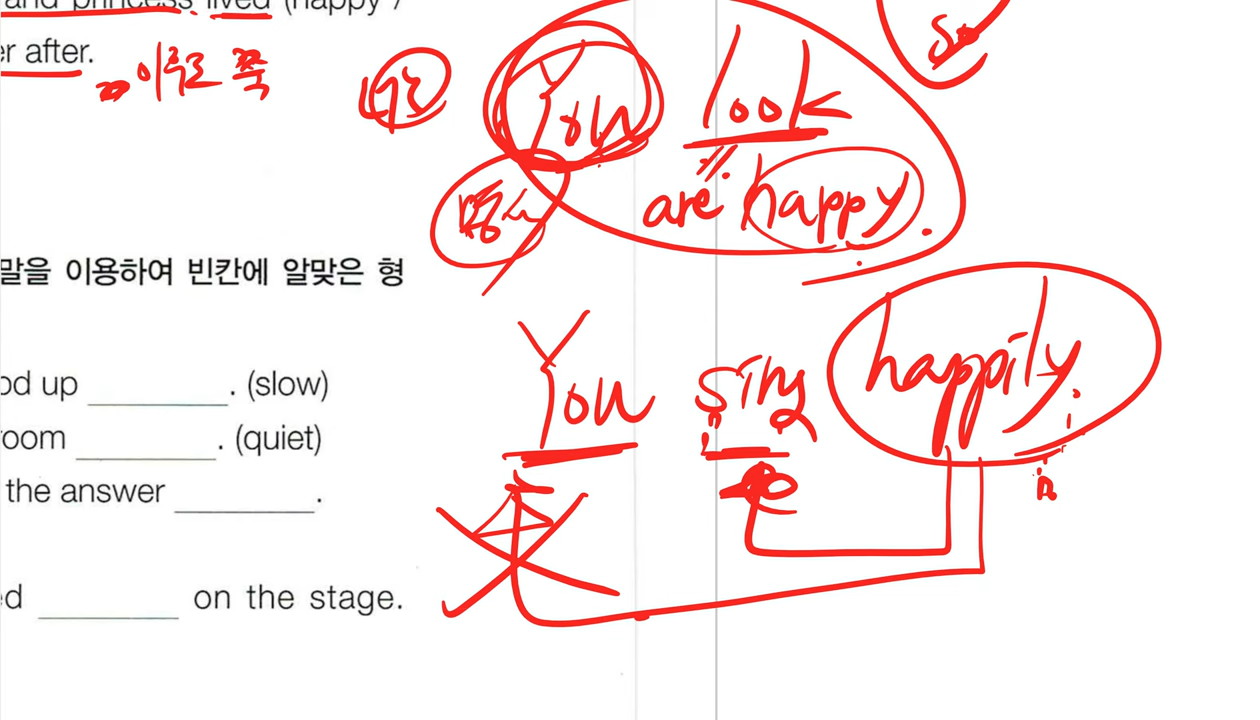 and princess lived (happy /
er after.
이후로 쭉
You look
are happy.
명사
말을 이용하여 빈칸에 알맞은 형
You sing happily.
od up ________. (slow)
room ________. (quiet)
the answer ________.
ed ________ on the stage.